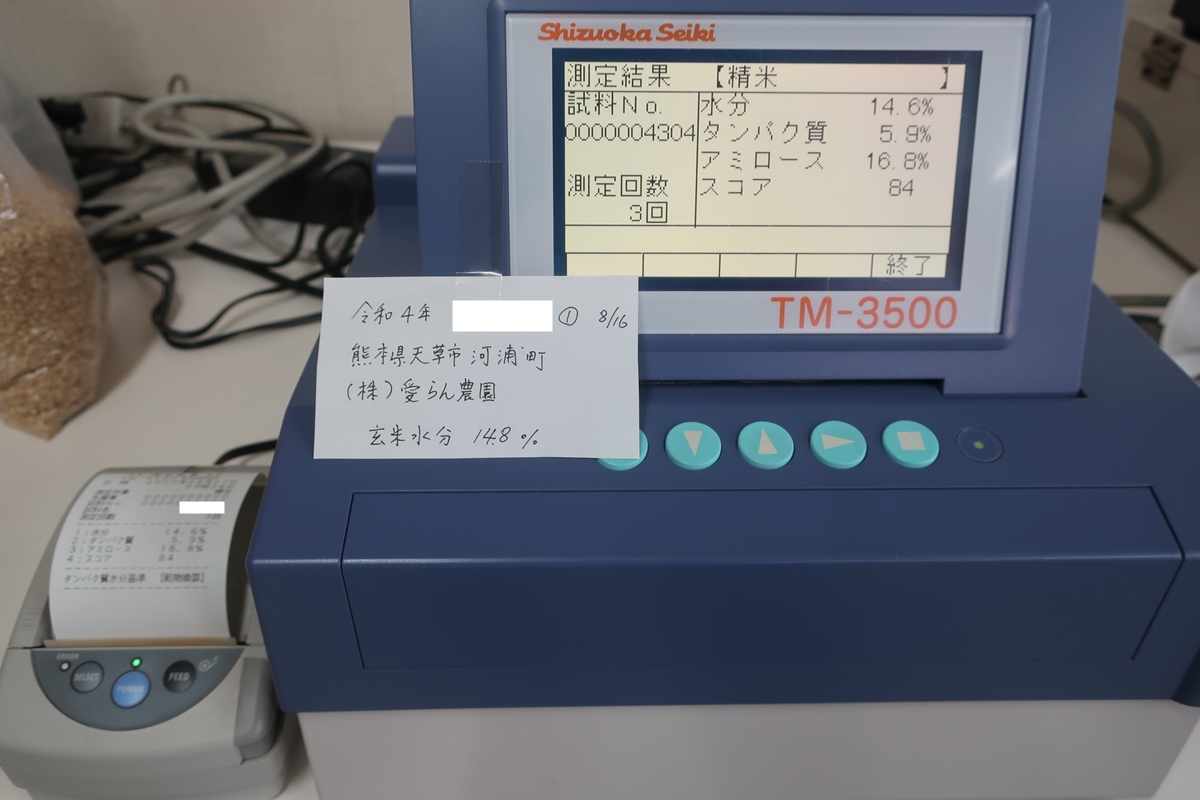 Shizuoka Seiki
測定結果 【精米 】
試料No. 水分 14.6%
0000004304 タンパク質 5.9%
アミロース 16.8%
測定回数 スコア 84
3回
終了
TM-3500
令和4年 ① 8/16
熊本県天草市河浦町
(株)愛らん農園
玄米水分 14.8%
1:水分 14.6%
2:タンパク質 5.9%
3:アミロース 16.8%
4:スコア 84
タンパク質水分基準 [乾物換算]
ERROR
SELECT
POWER
FEED